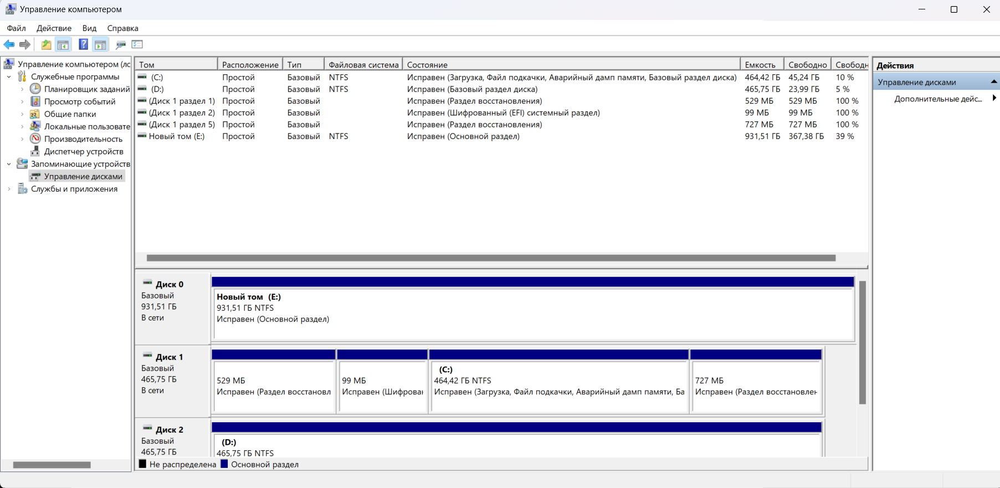 Управление компьютером
Файл Действие Вид Справка
Управление компьютером (лс
Служебные программы
Планировщик заданий
Просмотр событий
Общие папки
Локальные пользовате
Производительность
Диспетчер устройств
Запоминающие устройств
Управление дисками
Службы и приложения
Том Расположение Тип Файловая система Состояние Емкость Свободно Свободн
(C:) Простой Базовый NTFS Исправен (Загрузка, Файл подкачки, Аварийный дамп памяти, Базовый раздел диска) 464,42 ГБ 45,24 ГБ 10 %
(D:) Простой Базовый NTFS Исправен (Базовый раздел диска) 465,75 ГБ 23,99 ГБ 5 %
(Диск 1 раздел 1) Простой Базовый Исправен (Раздел восстановления) 529 МБ 529 МБ 100 %
(Диск 1 раздел 2) Простой Базовый Исправен (Шифрованный (EFI) системный раздел) 99 МБ 99 МБ 100 %
(Диск 1 раздел 5) Простой Базовый Исправен (Раздел восстановления) 727 МБ 727 МБ 100 %
Новый том (E:) Простой Базовый NTFS Исправен (Основной раздел) 931,51 ГБ 367,38 ГБ 39 %
Диск 0
Базовый
931,51 ГБ
В сети
Новый том (E:)
931,51 ГБ NTFS
Исправен (Основной раздел)
Диск 1
Базовый
465,75 ГБ
В сети
529 МБ
Исправен (Раздел восстановл
99 МБ
Исправен (Шифрован
(C:)
464,42 ГБ NTFS
Исправен (Загрузка, Файл подкачки, Аварийный дамп памяти, Ба
727 МБ
Исправен (Раздел восстановлен
Диск 2
Базовый
465,75 ГБ
(D:)
465,75 ГБ NTFS
Не распределена Основной раздел
Действия
Управление дисками
Дополнительные дейс...